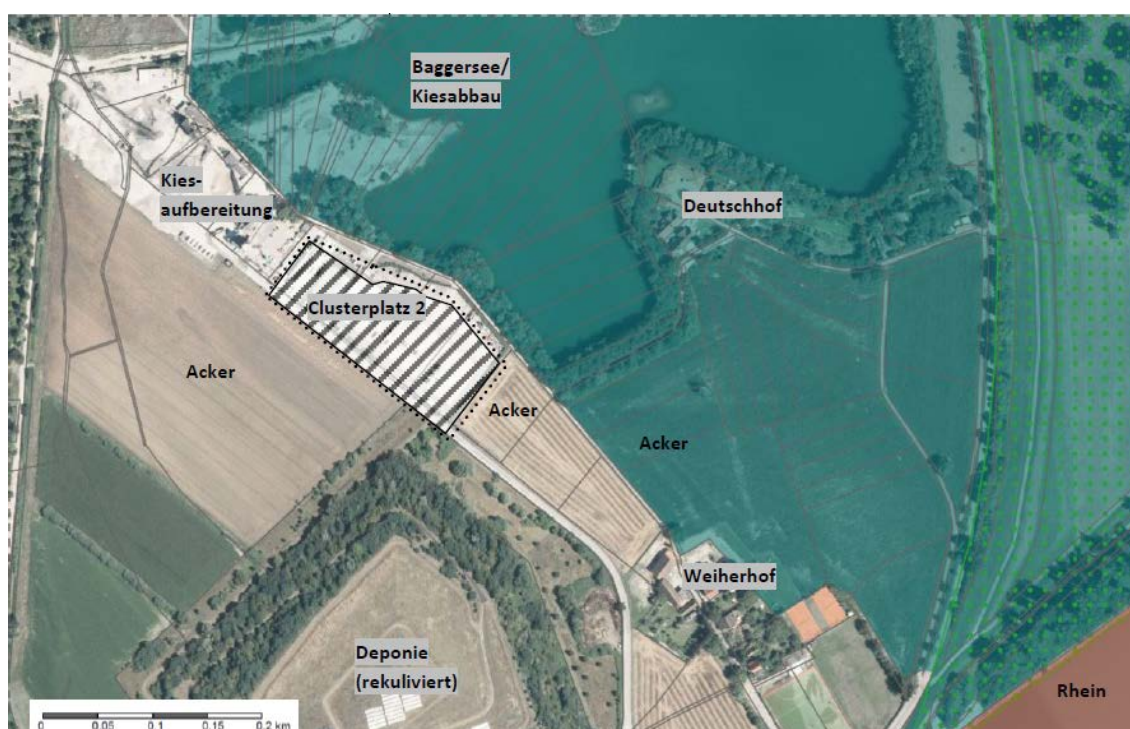 Baggersee/
Kiesabbau
Kies-
aufbereitung
Deutschhof
Clusterplatz 2
Acker
Acker
Acker
Weiherhof
Deponie
(rekuliviert)
Rhein
0 0.05 0.1 0.15 0.2 km